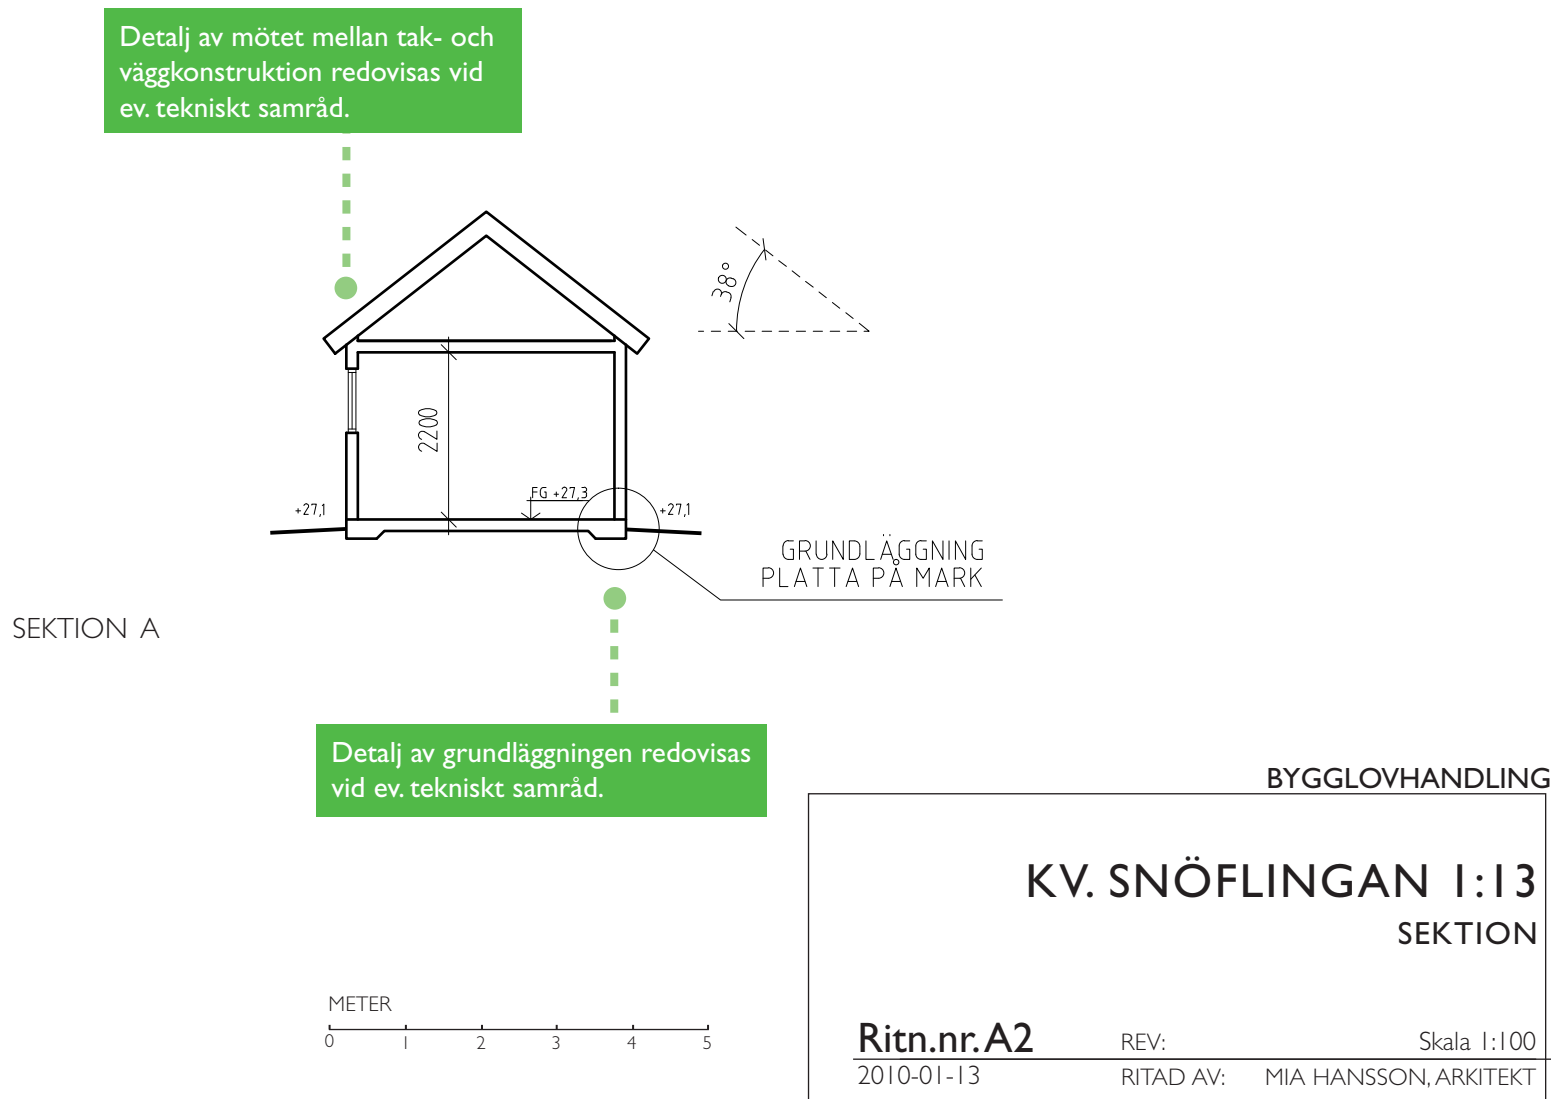 Detalj av mötet mellan tak- och
väggkonstruktion redovisas vid
ev. tekniskt samråd.
38°
2200
FG +27,3
+27,1
+27,1
GRUNDLÄGGNING
PLATTA PÅ MARK
SEKTION A
Detalj av grundläggningen redovisas
vid ev. tekniskt samråd.
BYGGLOVHANDLING
KV. SNÖFLINGAN 1:13
SEKTION
METER
0 1 2 3 4 5
Ritn.nr. A2 REV: Skala 1:100
2010-01-13 RITAD AV: MIA HANSSON, ARKITEKT